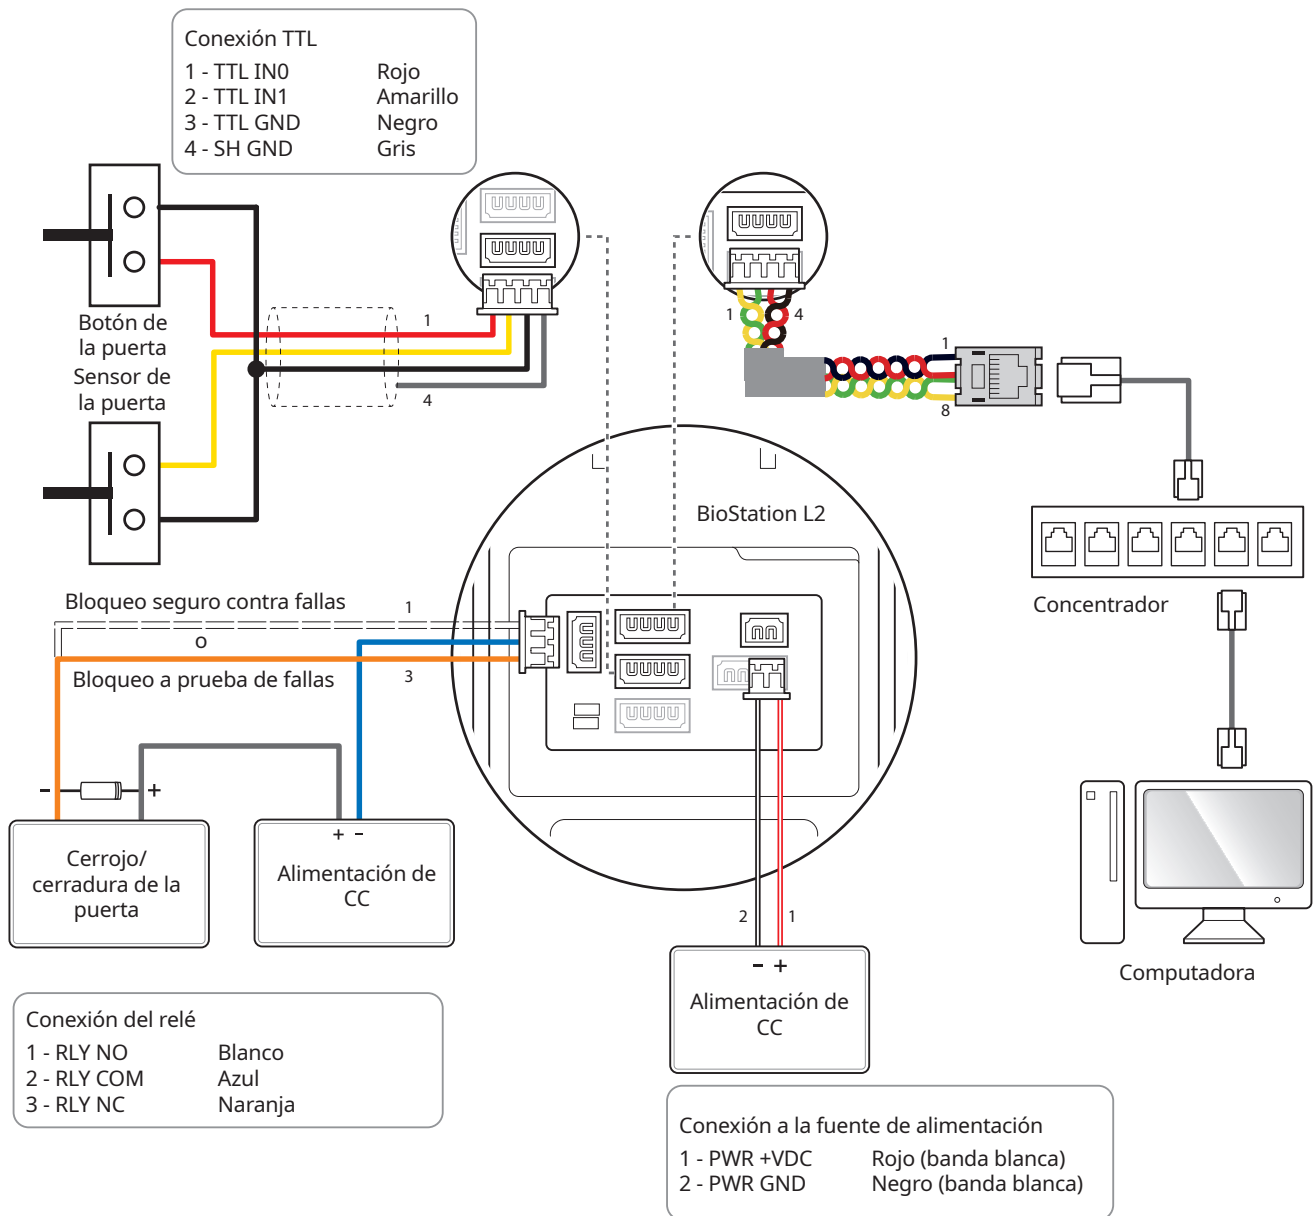 Conexión TTL
1 - TTL IN0 Rojo
2 - TTL IN1 Amarillo
3 - TTL GND Negro
4 - SH GND Gris
Botón de
la puerta
Sensor de
la puerta
1
4
1
4
1
8
BioStation L2
Concentrador
Computadora
Bloqueo seguro contra fallas
1
o
Bloqueo a prueba de fallas
3
- +
Cerrojo/
cerradura de la
puerta
+ -
Alimentación de
CC
2
1
- +
Alimentación de
CC
Conexión del relé
1 - RLY NO Blanco
2 - RLY COM Azul
3 - RLY NC Naranja
Conexión a la fuente de alimentación
1 - PWR +VDC Rojo (banda blanca)
2 - PWR GND Negro (banda blanca)